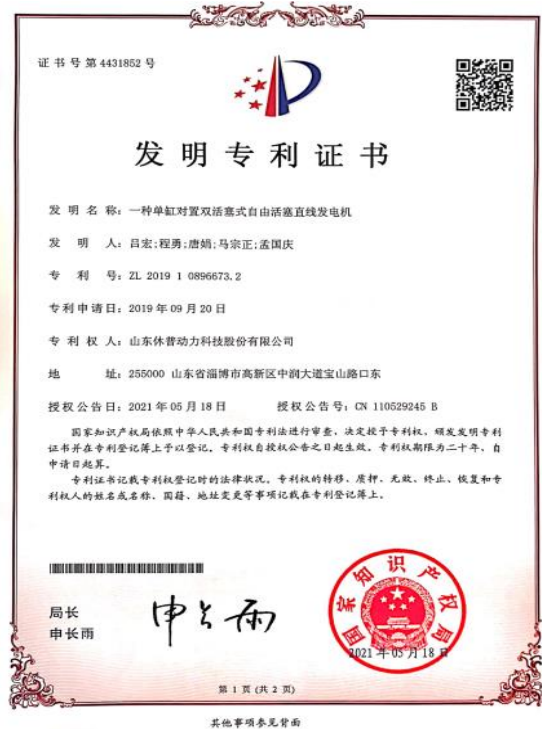 证书号第4431852号
发明专利证书
发明名称：一种单缸对置双活塞式自由活塞直线发电机
发明人：吕宏;程勇;唐娟;马宗正;孟国庆
专利号：ZL 2019 1 0896673.2
专利申请日：2019年09月20日
专利权人：山东休普动力科技股份有限公司
地址：255000 山东省淄博市高新区中润大道宝山路口东
授权公告日：2021年05月18日 授权公告号：CN 110529245 B
国家知识产权局依照中华人民共和国专利法进行审查，决定授予专利权，颁发发明专利
证书并在专利登记簿上予以登记。专利权自授权公告之日起生效。专利权期限为二十年，自
申请日起算。
专利证书记载专利权登记时的法律状况。专利权的转移、质押、无效、终止、恢复和专
利权人的姓名或名称、国籍、地址变更等事项记载在专利登记簿上。
局长
申长雨
申长雨
国家知识产权局
2021年05月18日
第1页(共2页)
其他事项参见背面